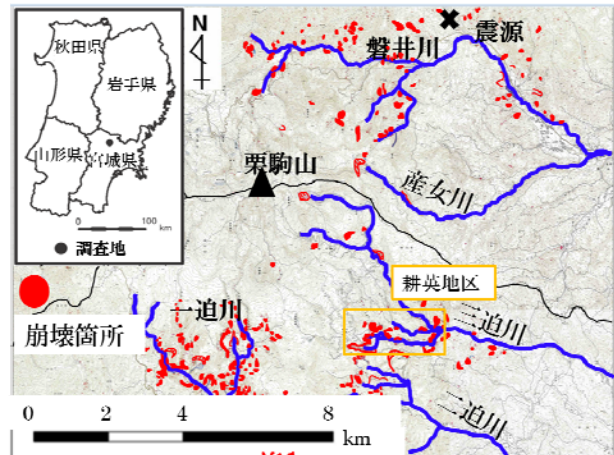 秋田県
岩手県
山形県
宮城県
0
100
km
調査地
N
震源
磐井川
栗駒山
産女川
耕英地区
一迫川
三迫川
崩壊箇所
二迫川
0
2
4
8
km